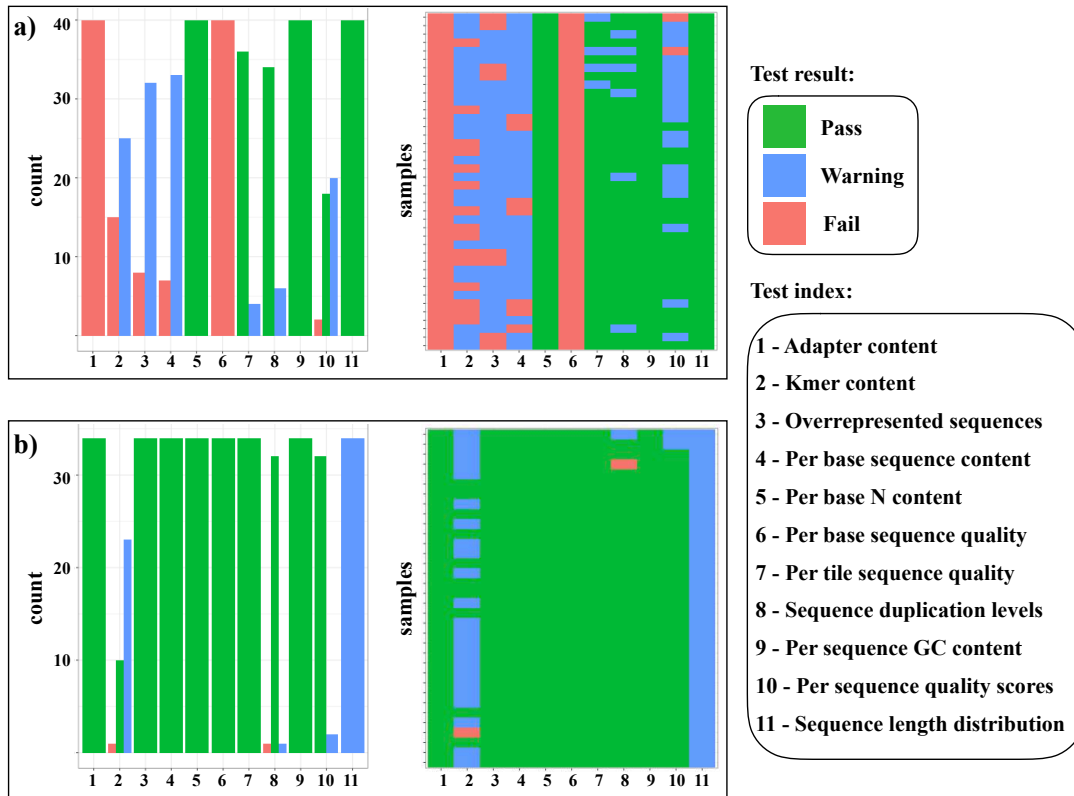 a)
40
30
20
10
count
1 2 3 4 5 6 7 8 9 10 11
samples
1 2 3 4 5 6 7 8 9 10 11
b)
30
20
10
count
1 2 3 4 5 6 7 8 9 10 11
samples
1 2 3 4 5 6 7 8 9 10 11
Test result:
Pass
Warning
Fail
Test index:
1 - Adapter content
2 - Kmer content
3 - Overrepresented sequences
4 - Per base sequence content
5 - Per base N content
6 - Per base sequence quality
7 - Per tile sequence quality
8 - Sequence duplication levels
9 - Per sequence GC content
10 - Per sequence quality scores
11 - Sequence length distribution